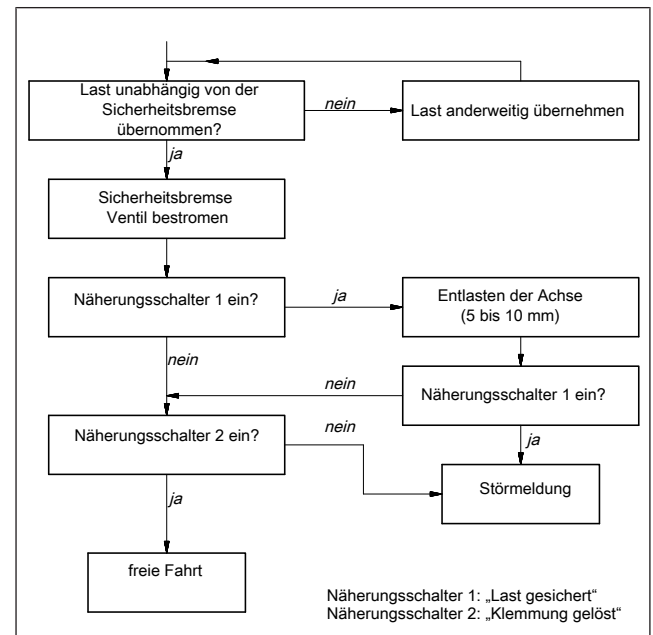 Last unabhängig von der
Sicherheitsbremse
übernommen?
nein
Last anderweitig übernehmen
ja
Sicherheitsbremse
Ventil bestromen
Näherungsschalter 1 ein?
ja
Entlasten der Achse
(5 bis 10 mm)
nein
nein
Näherungsschalter 1 ein?
Näherungsschalter 2 ein?
nein
ja
Störmeldung
ja
freie Fahrt
Näherungsschalter 1: „Last gesichert“
Näherungsschalter 2: „Klemmung gelöst“